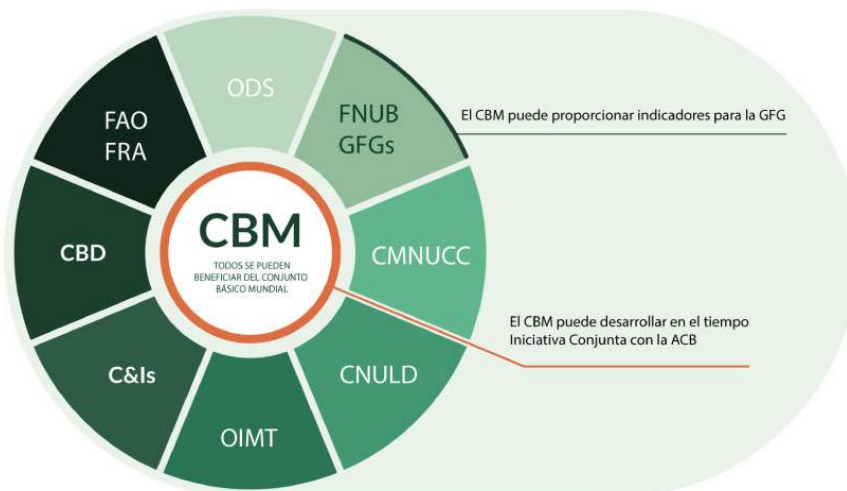 ODS
FNUB
GFGs
El CBM puede proporcionar indicadores para la GFG
CMNUCC
El CBM puede desarrollar en el tiempo
Iniciativa Conjunta con la ACB
CNULD
OIMT
C&Is
CBD
FAO
FRA
CBM
TODOS SE PUEDEN
BENEFICIAR DEL CONJUNTO
BÁSICO MUNDIAL